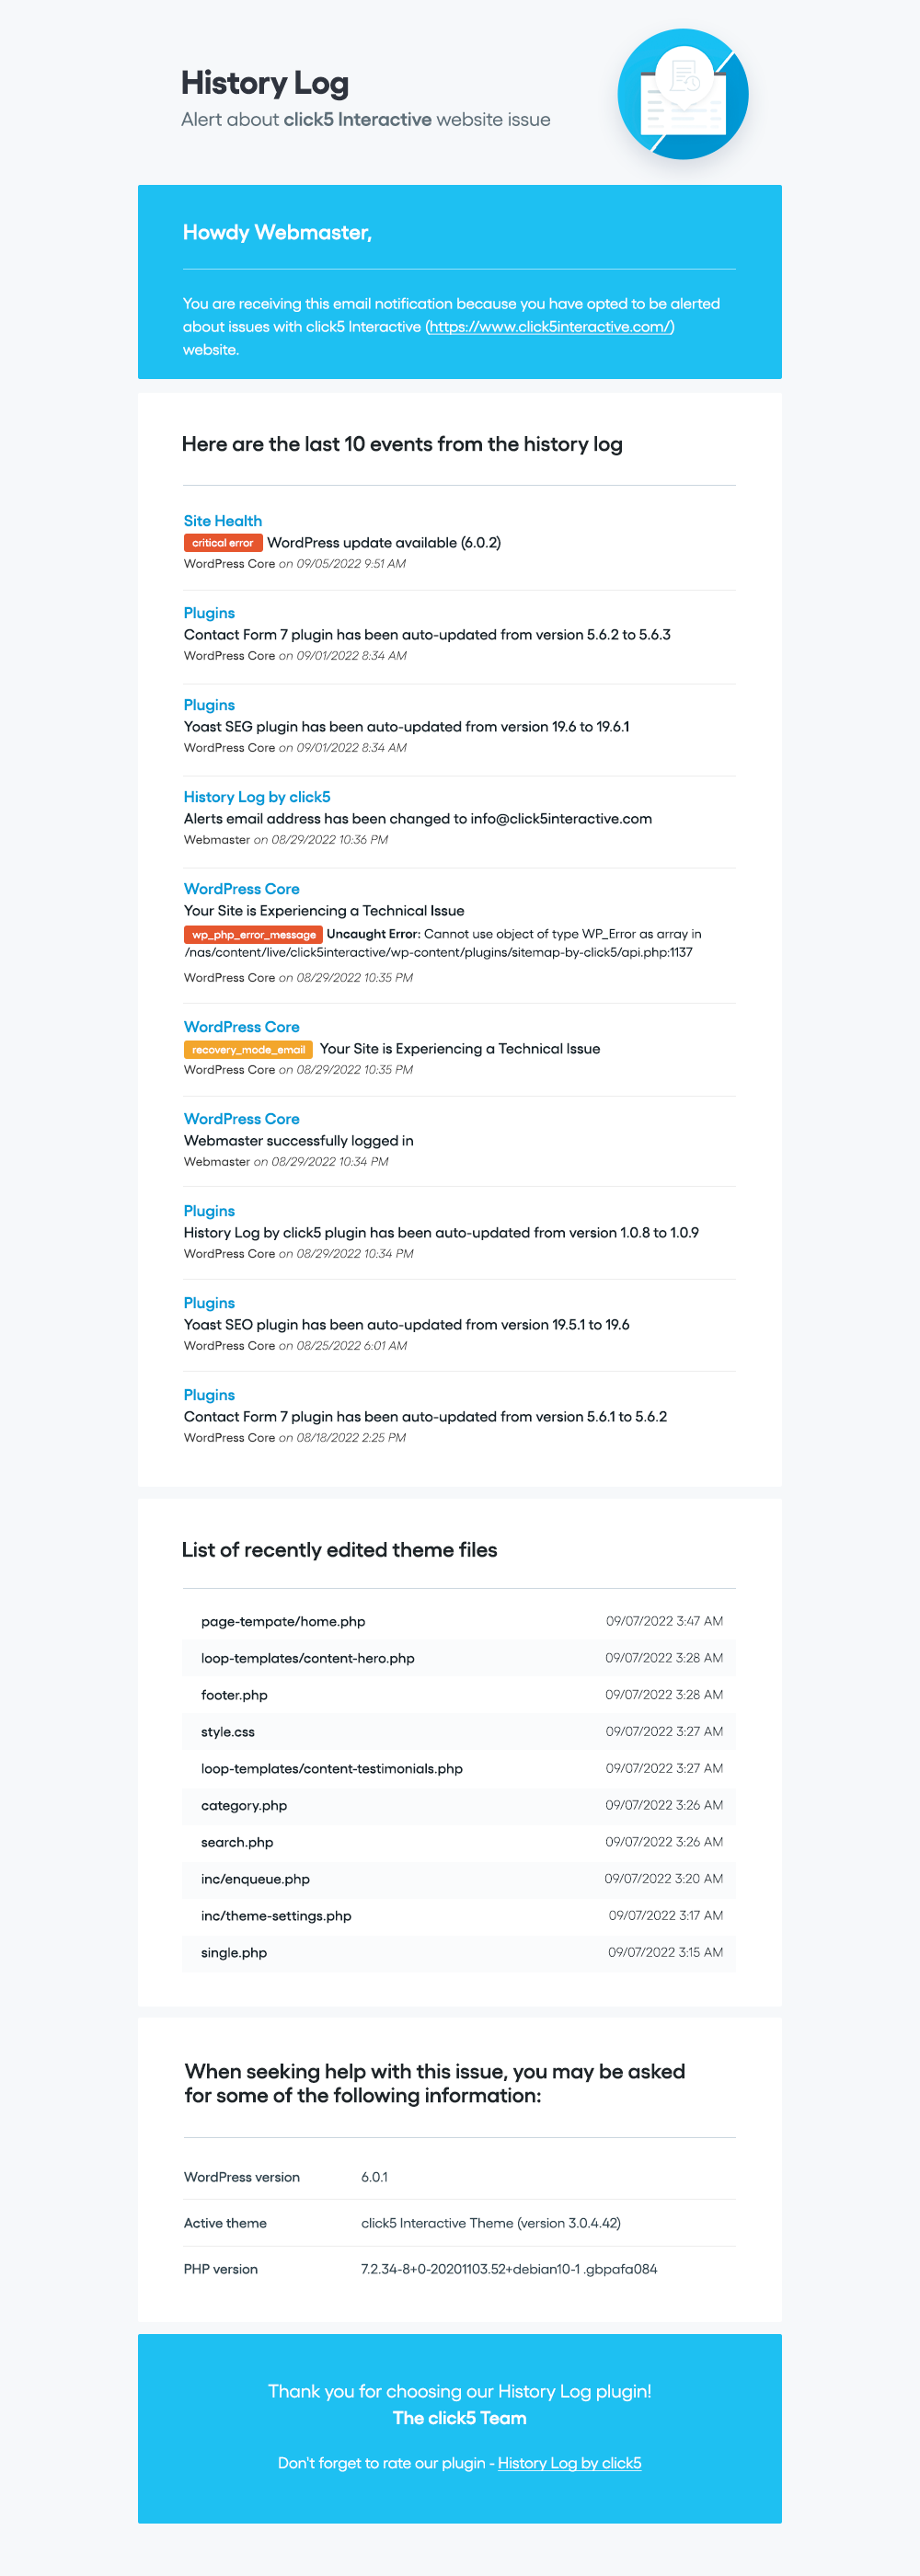 History Log
Alert about click5 Interactive website issue
Howdy Webmaster,
You are receiving this email notification because you have opted to be alerted
about issues with click5 Interactive (https://www.click5interactive.com/)
website.
Here are the last 10 events from the history log
Site Health
critical error WordPress update available (6.0.2)
WordPress Core on 09/05/2022 9:51 AM
Plugins
Contact Form 7 plugin has been auto-updated from version 5.6.2 to 5.6.3
WordPress Core on 09/01/2022 8:34 AM
Plugins
Yoast SEG plugin has been auto-updated from version 19.6 to 19.6.1
WordPress Core on 09/01/2022 8:34 AM
History Log by click5
Alerts email address has been changed to info@click5interactive.com
Webmaster on 08/29/2022 10:36 PM
WordPress Core
Your Site is Experiencing a Technical Issue
wp_php_error_message Uncaught Error: Cannot use object of type WP_Error as array in
/nas/content/live/click5interactive/wp-content/plugins/sitemap-by-click5/api.php:1137
WordPress Core on 08/29/2022 10:35 PM
WordPress Core
recovery_mode_email Your Site is Experiencing a Technical Issue
WordPress Core on 08/29/2022 10:35 PM
WordPress Core
Webmaster successfully logged in
Webmaster on 08/29/2022 10:34 PM
Plugins
History Log by click5 plugin has been auto-updated from version 1.0.8 to 1.0.9
WordPress Core on 08/29/2022 10:34 PM
Plugins
Yoast SEO plugin has been auto-updated from version 19.5.1 to 19.6
WordPress Core on 08/25/2022 6:01 AM
Plugins
Contact Form 7 plugin has been auto-updated from version 5.6.1 to 5.6.2
WordPress Core on 08/18/2022 2:25 PM
List of recently edited theme files
page-tempate/home.php 09/07/2022 3:47 AM
loop-templates/content-hero.php 09/07/2022 3:28 AM
footer.php 09/07/2022 3:28 AM
style.css 09/07/2022 3:27 AM
loop-templates/content-testimonials.php 09/07/2022 3:27 AM
category.php 09/07/2022 3:26 AM
search.php 09/07/2022 3:26 AM
inc/enqueue.php 09/07/2022 3:20 AM
inc/theme-settings.php 09/07/2022 3:17 AM
single.php 09/07/2022 3:15 AM
When seeking help with this issue, you may be asked
for some of the following information:
WordPress version 6.0.1
Active theme click5 Interactive Theme (version 3.0.4.42)
PHP version 7.2.34-8+0-20201103.52+debian10-1 .gbpafa084
Thank you for choosing our History Log plugin!
The click5 Team
Don't forget to rate our plugin - History Log by click5